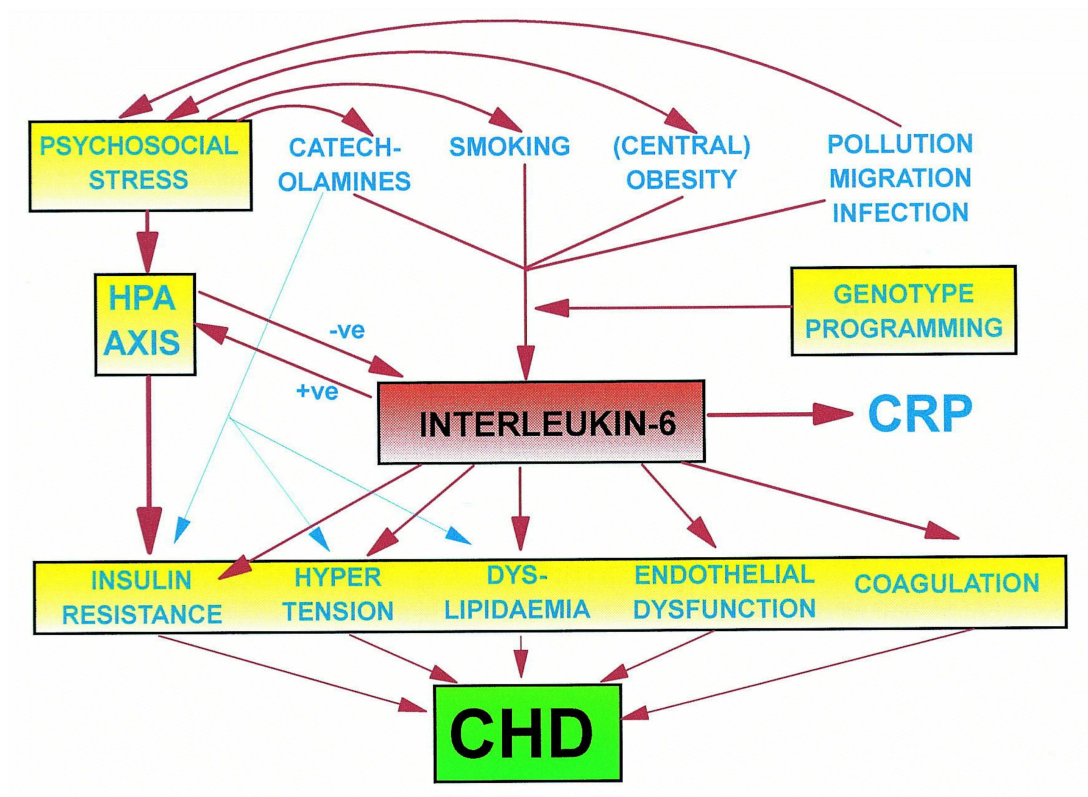 PSYCHOSOCIAL
STRESS
CATECH-
OLAMINES
SMOKING
(CENTRAL)
OBESITY
POLLUTION
MIGRATION
INFECTION
HPA
AXIS
-ve
+ve
GENOTYPE
PROGRAMMING
INTERLEUKIN-6
CRP
INSULIN
RESISTANCE
HYPER
TENSION
DYS-
LIPIDAEMIA
ENDOTHELIAL
DYSFUNCTION
COAGULATION
CHD